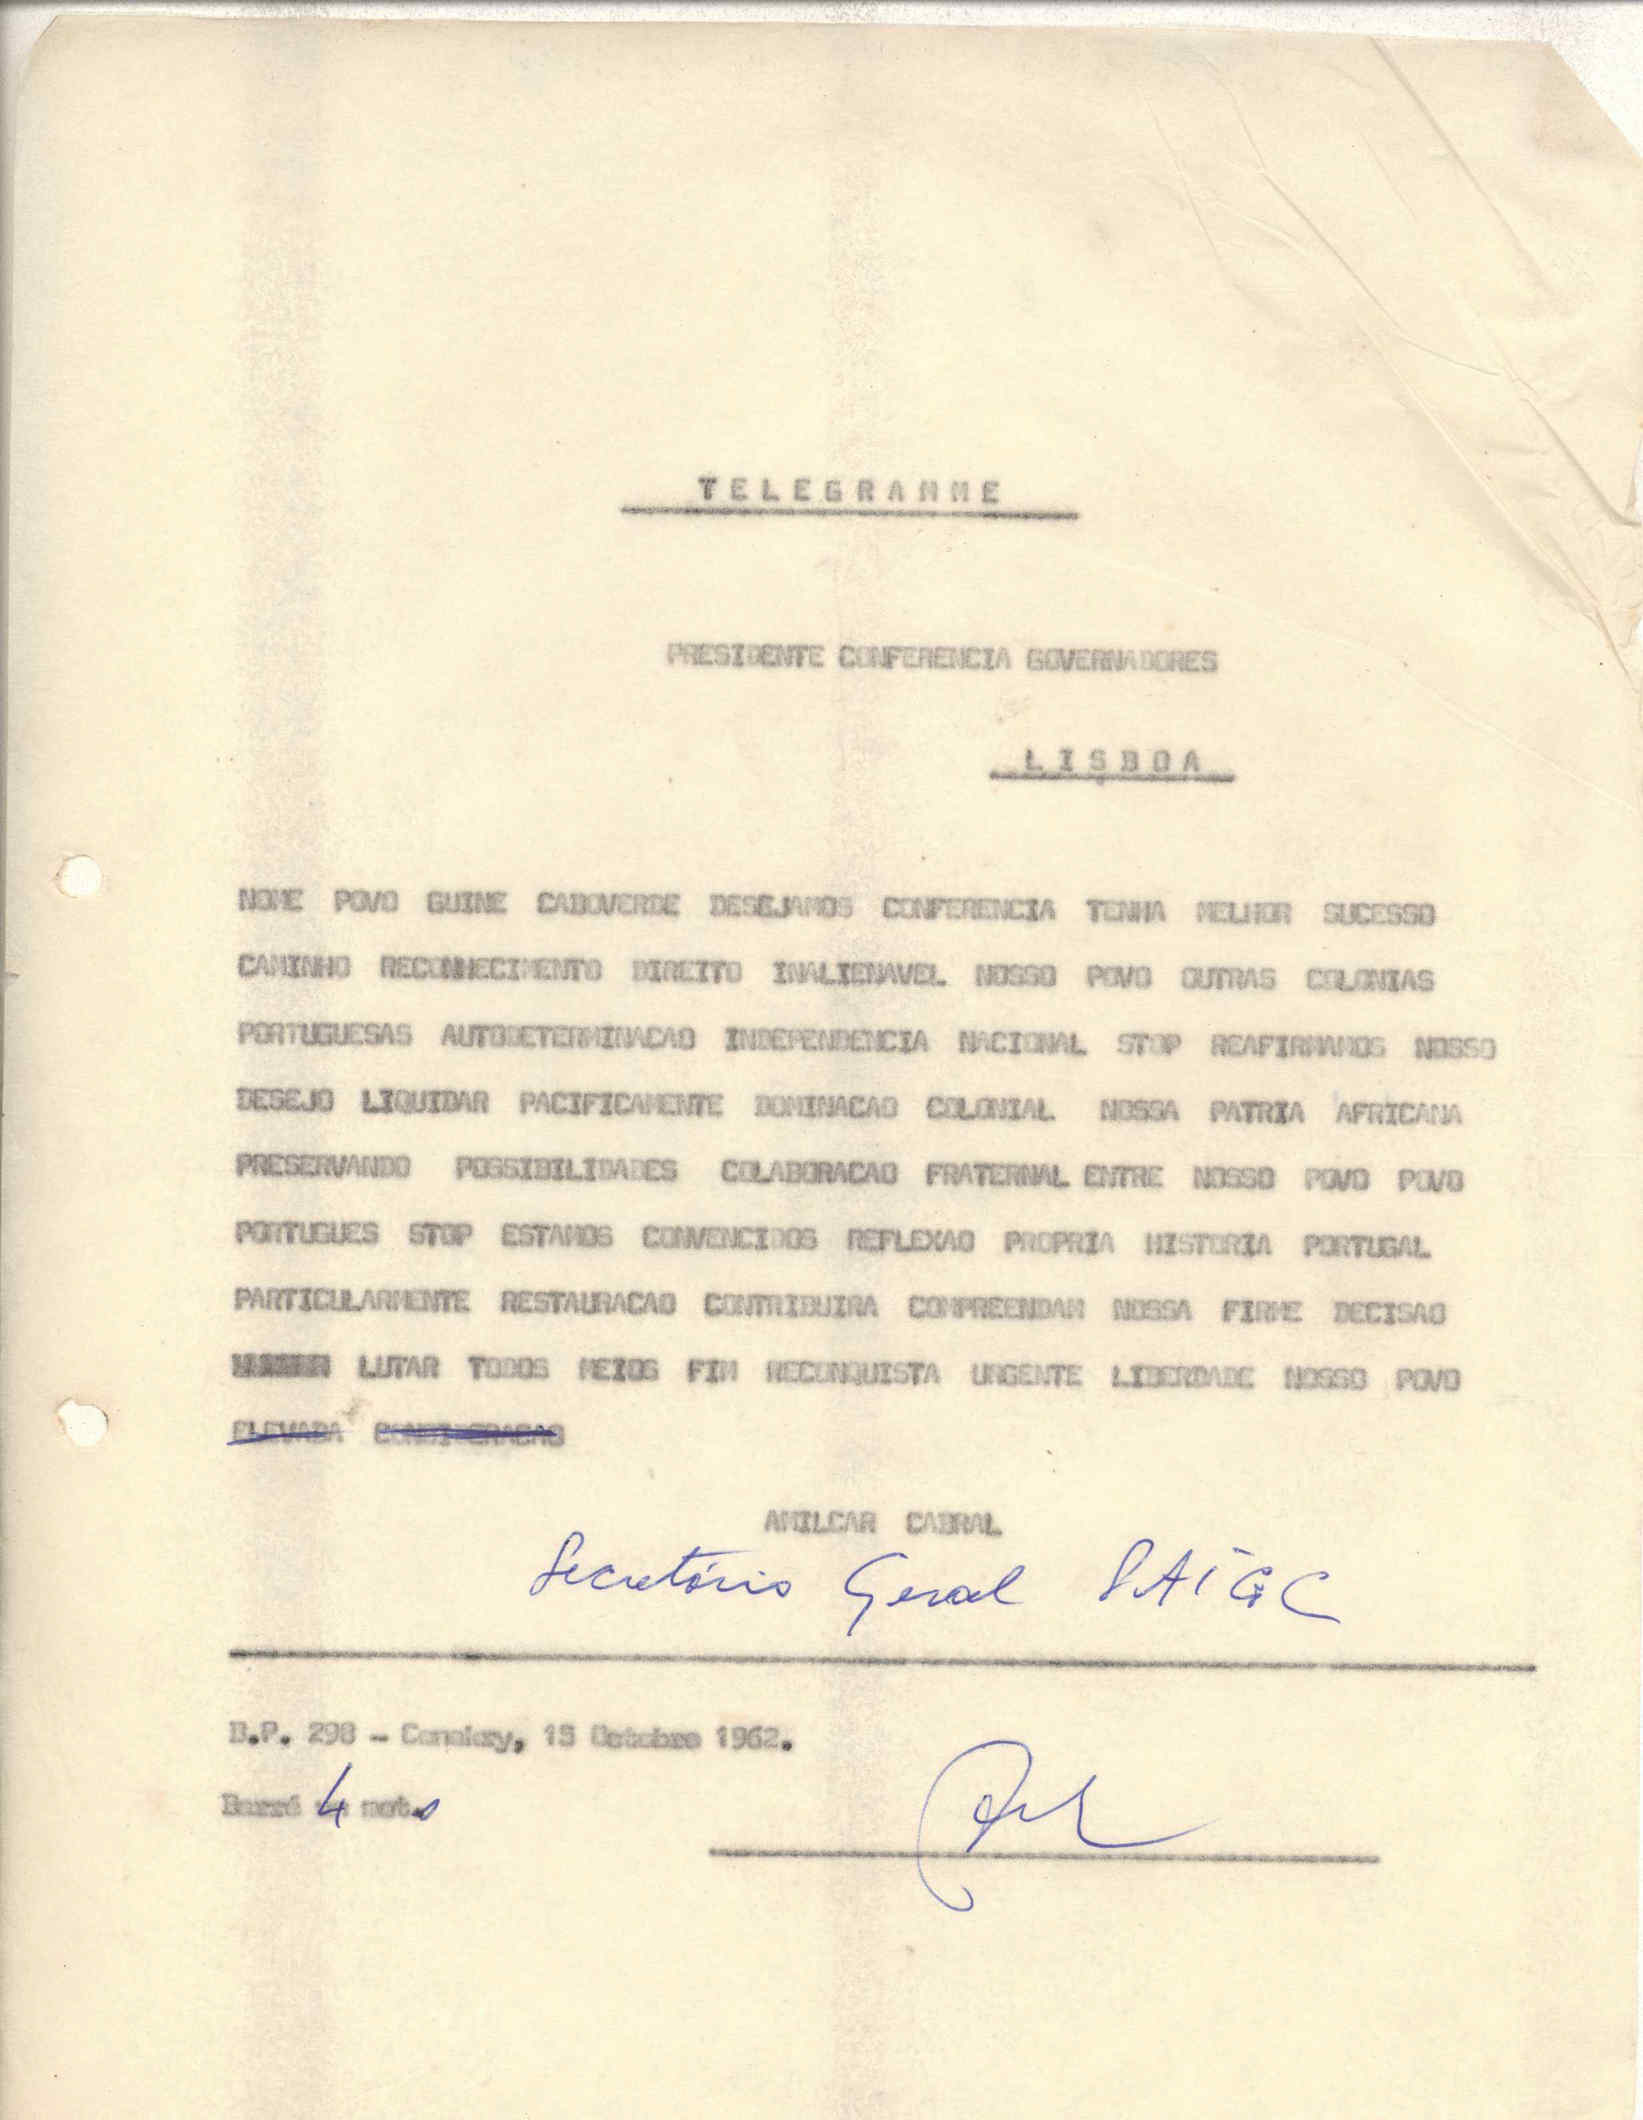 TELEGRAMME
PRESIDENTE CONFERENCIA GOVERNADORES
LISBOA
NOME POVO GUINE CABOVERDE DESEJAMOS CONFERENCIA TENHA MELHOR SUCESSO
CAMINHO RECONHECIMENTO DIREITO INALIENAVEL NOSSO POVO OUTRAS COLONIAS
PORTUGUESAS AUTODETERMINACAO INDEPENDENCIA NACIONAL STOP REAFIRMAMOS NOSSO
DESEJO LIQUIDAR PACIFICAMENTE DOMINACAO COLONIAL NOSSA PATRIA AFRICANA
PRESERVANDO POSSIBILIDADES COLABORACAO FRATERNAL ENTRE NOSSO POVO POVO
PORTUGUES STOP ESTAMOS CONVENCIDOS REFLEXAO PROPRIA HISTORIA PORTUGAL
PARTICULARMENTE RESTAURACAO CONTRIBUIRA COMPREENDAM NOSSA FIRME DECISAO
LUTAR TODOS MEIOS FIM RECONQUISTA URGENTE LIBERDADE NOSSO POVO
ELEVADA CONSIDERACAO
AMILCAR CABRAL
Secretário Geral PAIGC
B.P. 298 - Conakry, 15 Octobre 1962.
Barré 4 mots